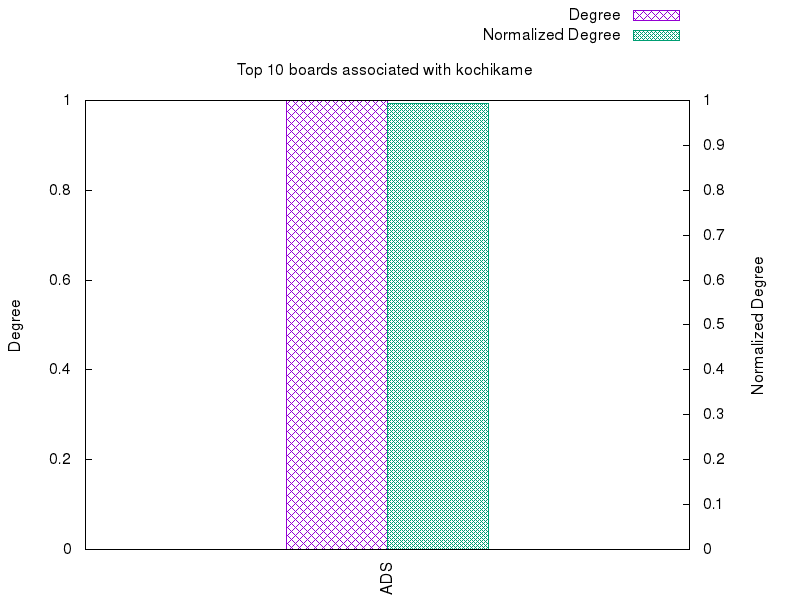 Degree
Normalized Degree
Top 10 boards associated with kochikame
1
0.8
0.6
0.4
0.2
0
Degree
1
0.9
0.8
0.7
0.6
0.5
0.4
0.3
0.2
0.1
0
Normalized Degree
ADS